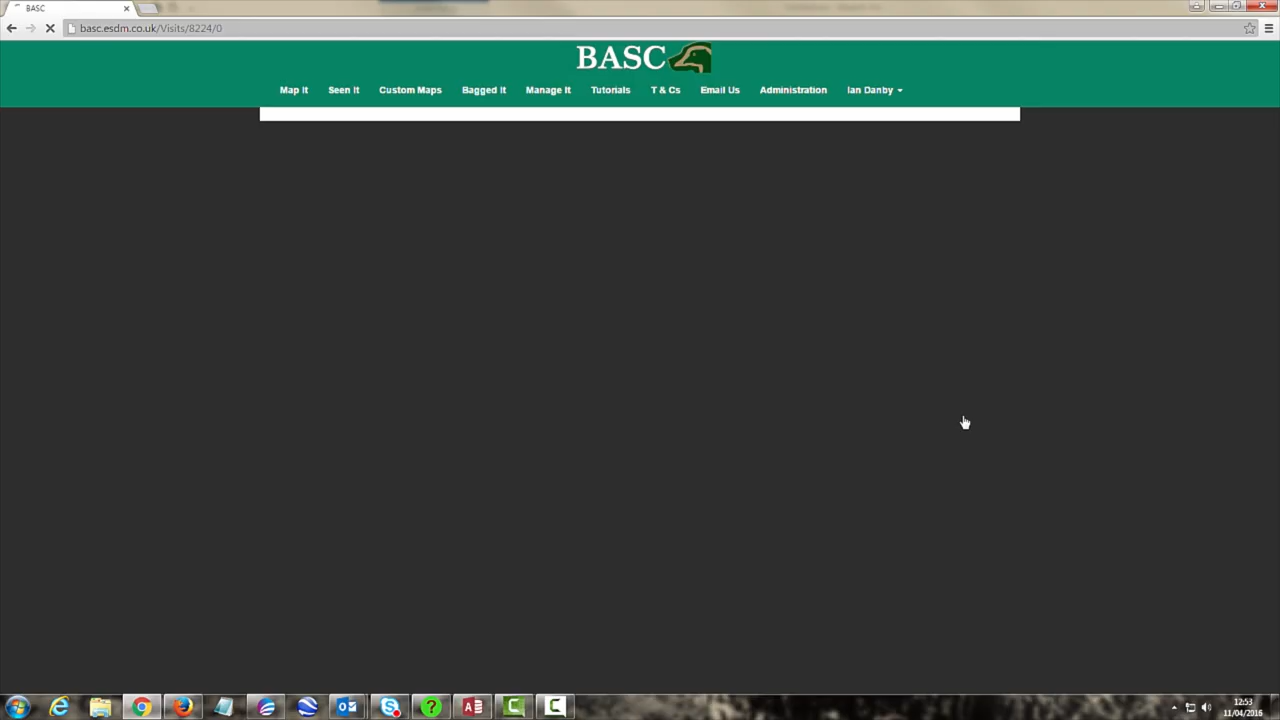 BASC
basc.esdm.co.uk/Visits/8224/0
BASC
Map It Seen It Custom Maps Bagged It Manage It Tutorials T & Cs Email Us Administration Ian Danby
12:53
11/04/2016